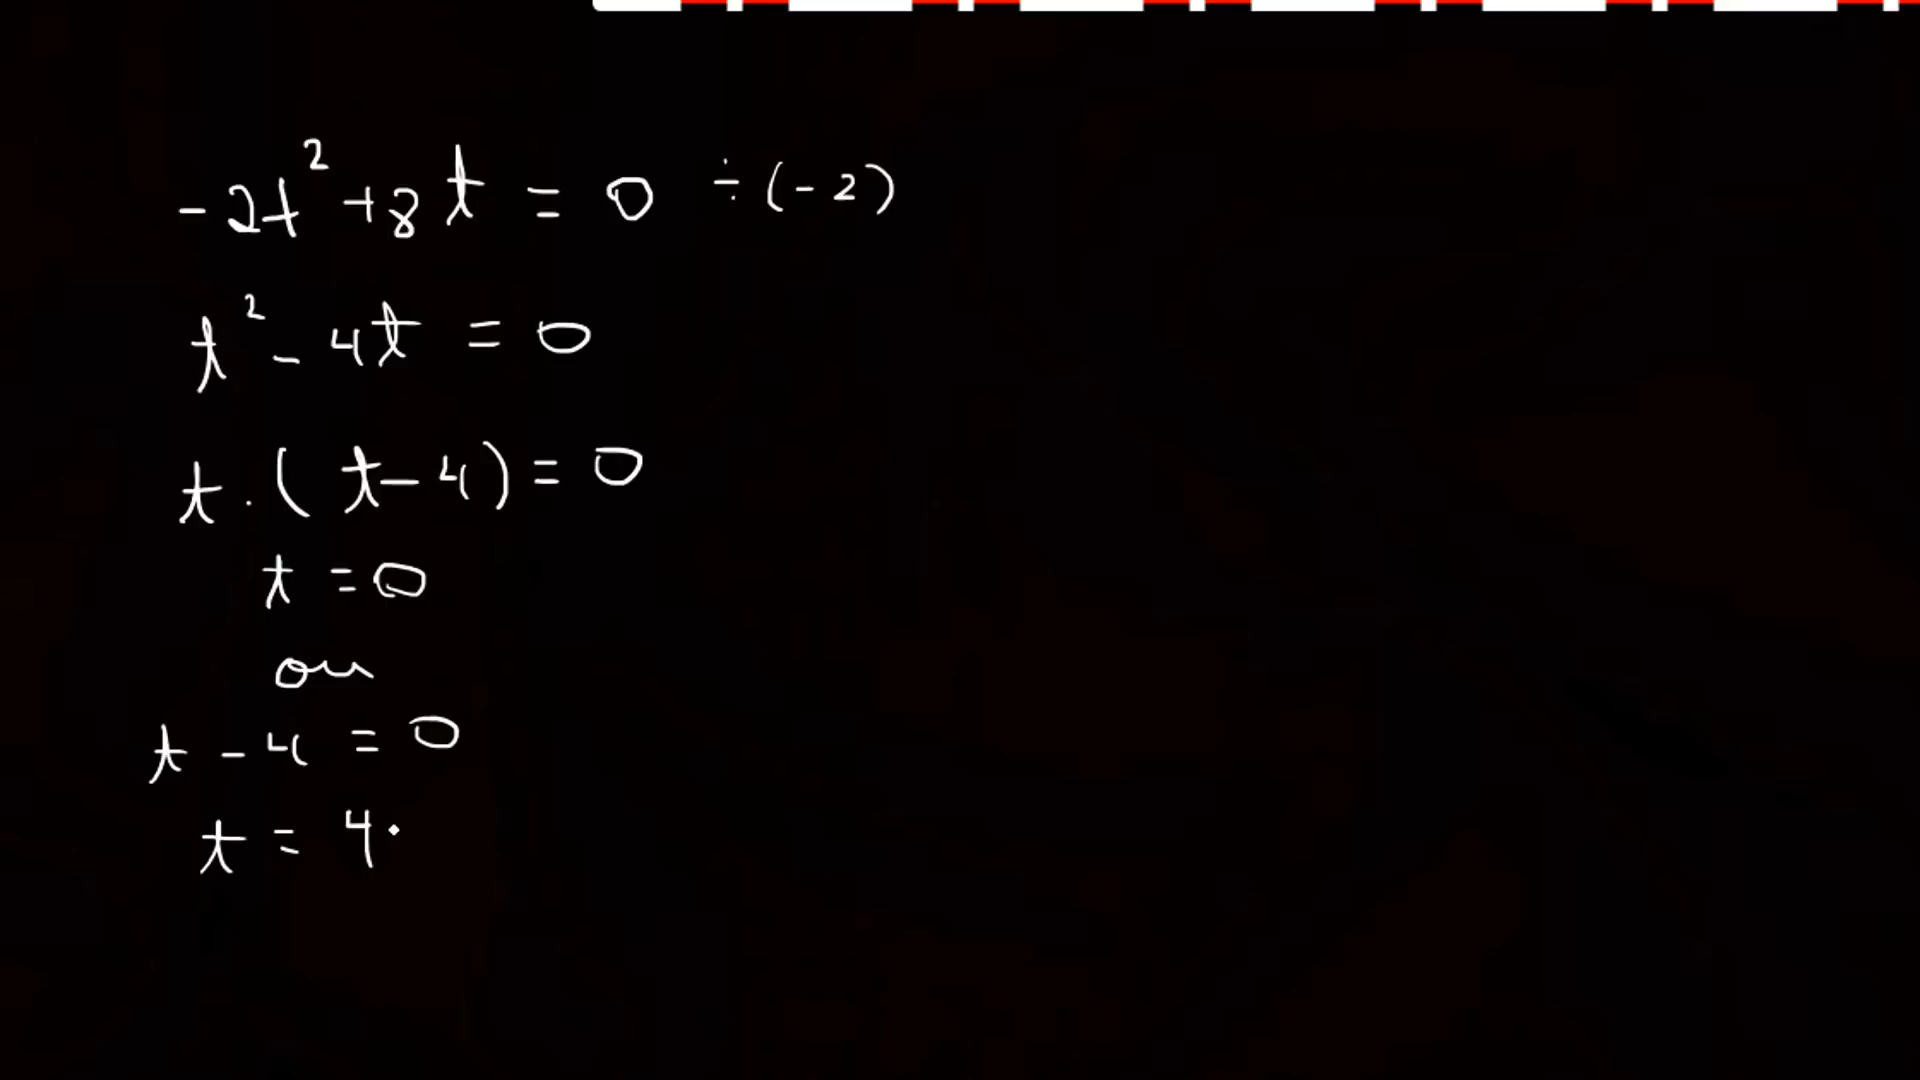 -2t² +8t = 0 ÷ (-2)
t² - 4t = 0
t . ( t - 4) = 0
t = 0
ou
t - 4 = 0
t = 4